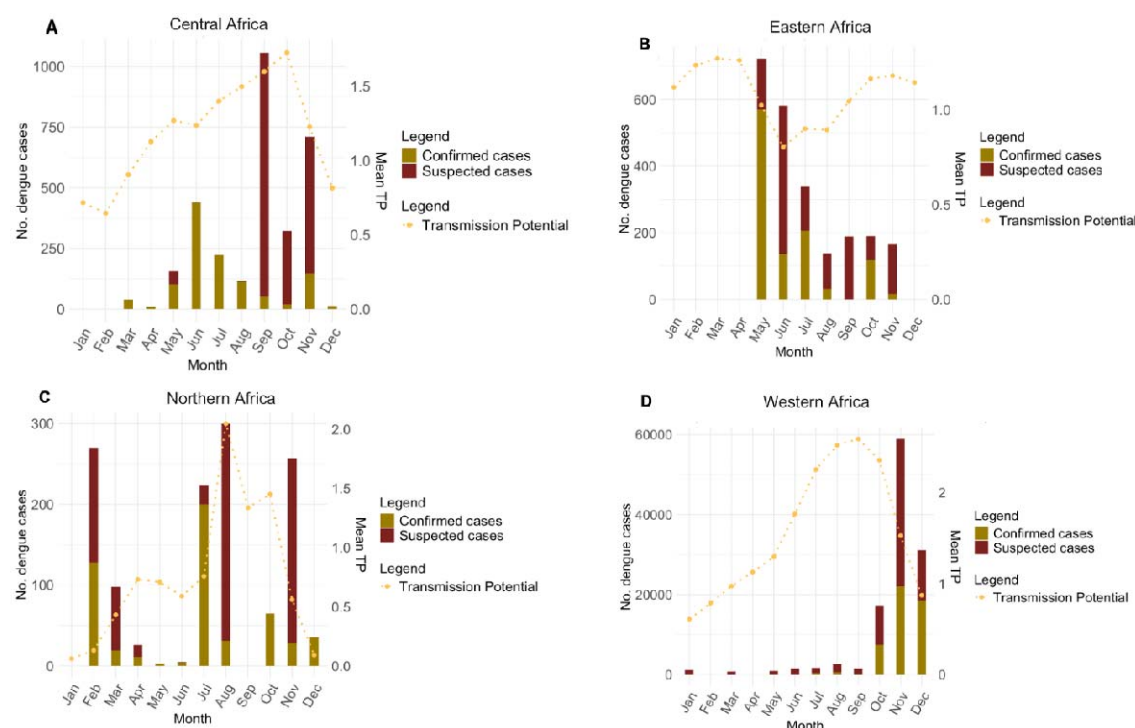 A
Central Africa
1000
750
500
250
0
No. dengue cases
1.5
1.0
0.5
0.0
Mean TP
Jan
Feb
Mar
Apr
May
Jun
Jul
Aug
Sep
Oct
Nov
Dec
Month
Legend
Confirmed cases
Suspected cases
Legend
Transmission Potential
B
Eastern Africa
600
400
200
0
No. dengue cases
1.0
0.5
0.0
Mean TP
Jan
Feb
Mar
Apr
May
Jun
Jul
Aug
Sep
Oct
Nov
Dec
Month
Legend
Confirmed cases
Suspected cases
Legend
Transmission Potential
C
Northern Africa
300
200
100
0
No. dengue cases
2.0
1.5
1.0
0.5
0.0
Mean TP
Jan
Feb
Mar
Apr
May
Jun
Jul
Aug
Sep
Oct
Nov
Dec
Month
Legend
Confirmed cases
Suspected cases
Legend
Transmission Potential
D
Western Africa
60000
40000
20000
0
No. dengue cases
2
1
0
Mean TP
Jan
Feb
Mar
Apr
May
Jun
Jul
Aug
Sep
Oct
Nov
Dec
Month
Legend
Confirmed cases
Suspected cases
Legend
Transmission Potential